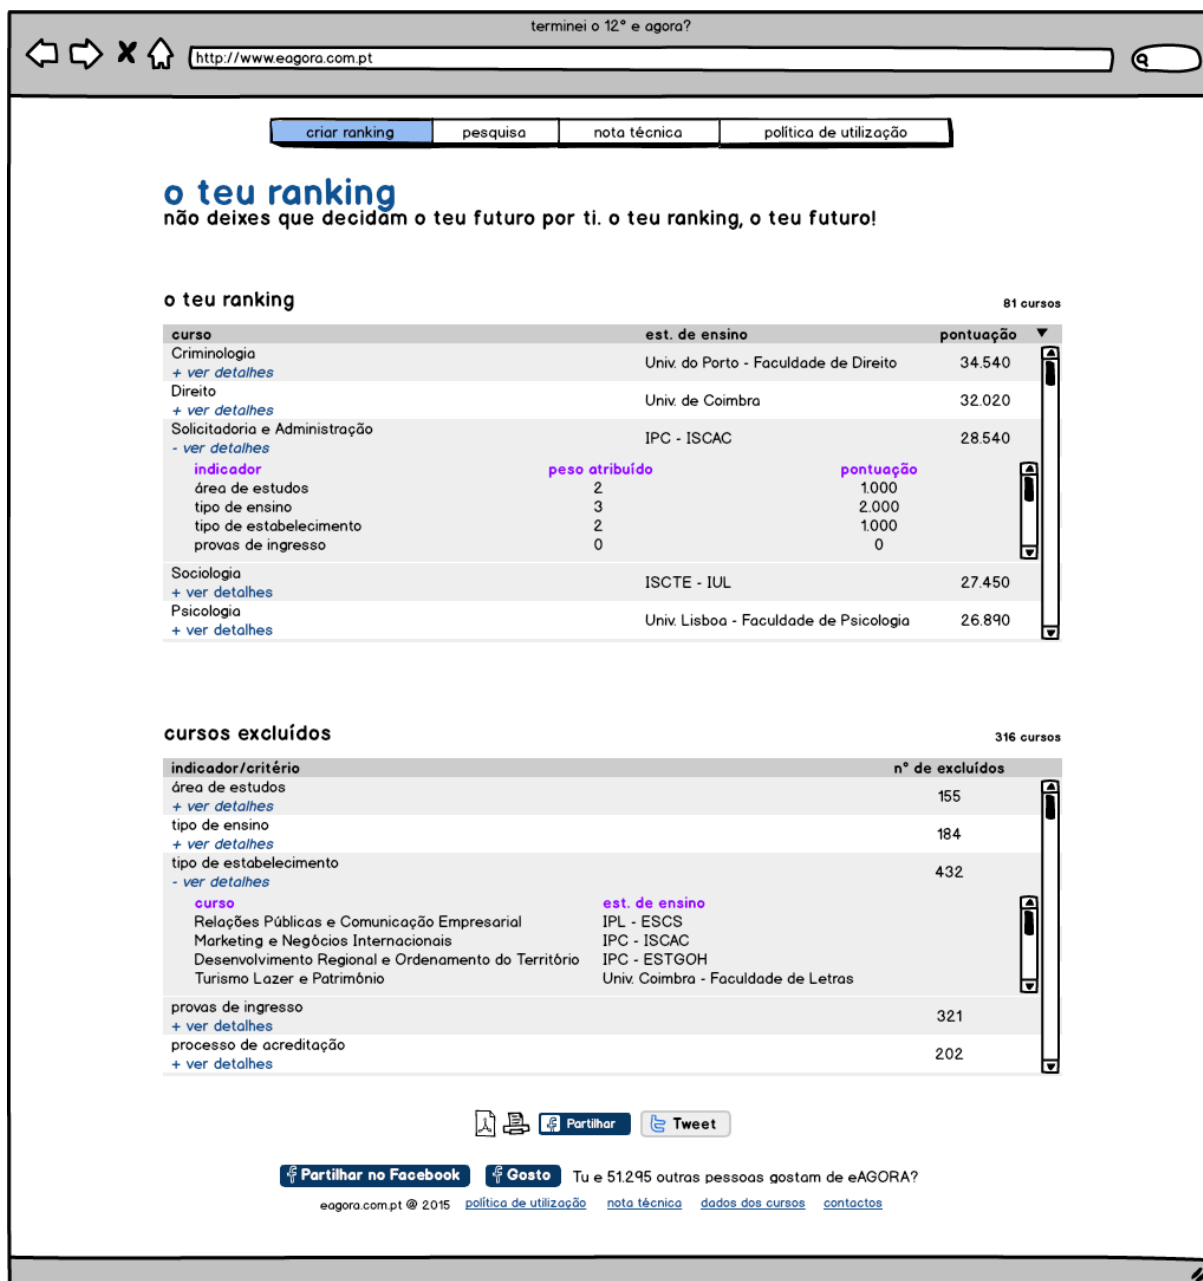 terminei o 12° e agora?
http://www.eagora.com.pt
criar ranking pesquisa nota técnica política de utilização
o teu ranking
não deixes que decidam o teu futuro por ti. o teu ranking, o teu futuro!
o teu ranking 81 cursos
curso est. de ensino pontuação
Criminologia
+ ver detalhes
Univ. do Porto - Faculdade de Direito 34.540
Direito
+ ver detalhes
Univ. de Coimbra 32.020
Solicitadoria e Administração
- ver detalhes
IPC - ISCAC 28.540
indicador peso atribuído pontuação
área de estudos 2 1.000
tipo de ensino 3 2.000
tipo de estabelecimento 2 1.000
provas de ingresso 0 0
Sociologia
+ ver detalhes
ISCTE - IUL 27.450
Psicologia
+ ver detalhes
Univ. Lisboa - Faculdade de Psicologia 26.890
cursos excluídos 316 cursos
indicador/critério n° de excluídos
área de estudos
+ ver detalhes
155
tipo de ensino
+ ver detalhes
184
tipo de estabelecimento
- ver detalhes
432
curso est. de ensino
Relações Públicas e Comunicação Empresarial IPL - ESCS
Marketing e Negócios Internacionais IPC - ISCAC
Desenvolvimento Regional e Ordenamento do Território IPC - ESTGOH
Turismo Lazer e Património Univ. Coimbra - Faculdade de Letras
provas de ingresso
+ ver detalhes
321
processo de acreditação
+ ver detalhes
202
Partilhar Tweet
Partilhar no Facebook Gosto Tu e 51.295 outras pessoas gostam de eAGORA?
eagora.com.pt @ 2015 política de utilização nota técnica dados dos cursos contactos